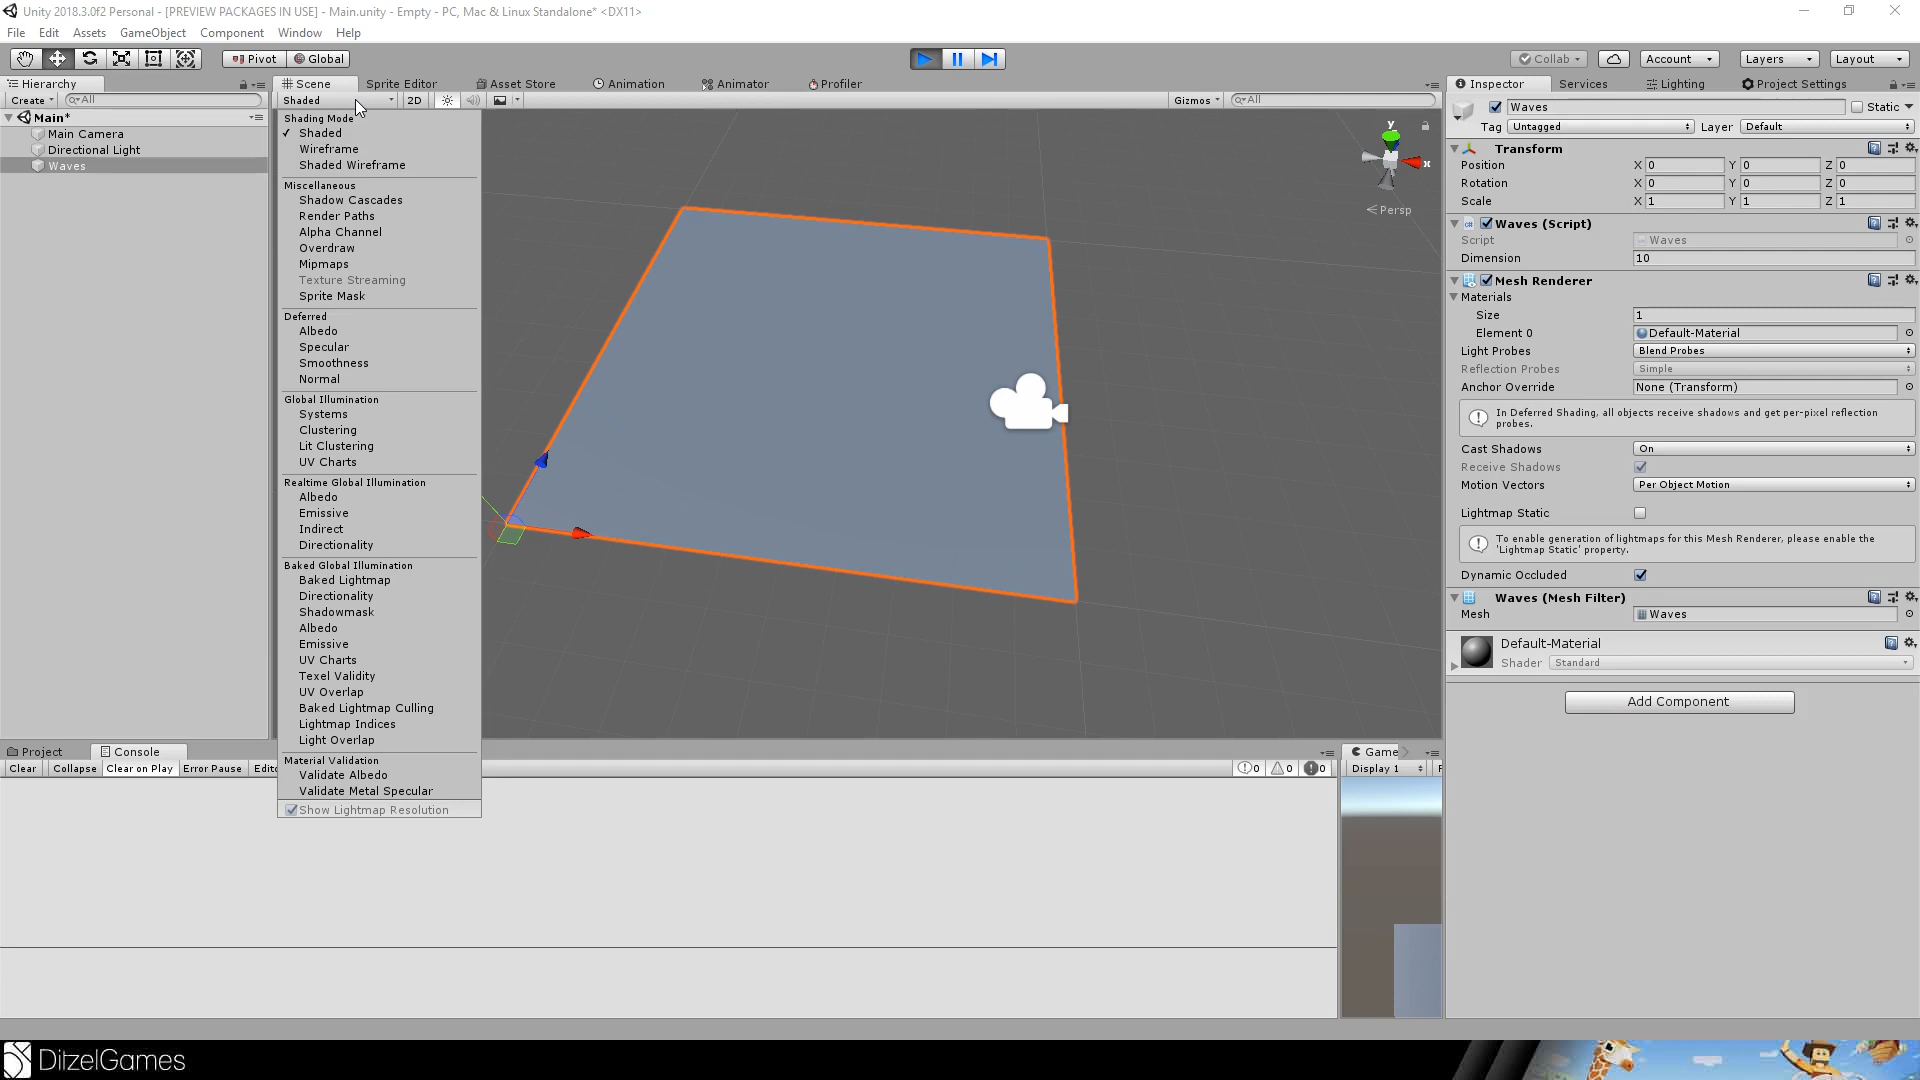 Unity 2018.3.0f2 Personal - [PREVIEW PACKAGES IN USE] - Main.unity - Empty - PC, Mac & Linux Standalone* <DX11>
File Edit Assets GameObject Component Window Help
Pivot Global Collab Account Layers Layout
Hierarchy Scene Sprite Editor Asset Store Animation Animator Profiler Inspector Services Lighting Project Settings
Create All Shaded 2D Gizmos All
Main*
Main Camera
Directional Light
Waves
Shading Mode
Shaded
Wireframe
Shaded Wireframe
Miscellaneous
Shadow Cascades
Render Paths
Alpha Channel
Overdraw
Mipmaps
Texture Streaming
Sprite Mask
Deferred
Albedo
Specular
Smoothness
Normal
Global Illumination
Systems
Clustering
Lit Clustering
UV Charts
Realtime Global Illumination
Albedo
Emissive
Indirect
Directionality
Baked Global Illumination
Baked Lightmap
Directionality
Shadowmask
Albedo
Emissive
UV Charts
Texel Validity
UV Overlap
Baked Lightmap Culling
Lightmap Indices
Light Overlap
Material Validation
Validate Albedo
Validate Metal Specular
Show Lightmap Resolution
y
x
Persp
Waves Static
Tag Untagged Layer Default
Transform
Position X 0 Y 0 Z 0
Rotation X 0 Y 0 Z 0
Scale X 1 Y 1 Z 1
Waves (Script)
Script Waves
Dimension 10
Mesh Renderer
Materials
Size 1
Element 0 Default-Material
Light Probes Blend Probes
Reflection Probes Simple
Anchor Override None (Transform)
In Deferred Shading, all objects receive shadows and get per-pixel reflection
probes.
Cast Shadows On
Receive Shadows
Motion Vectors Per Object Motion
Lightmap Static
To enable generation of lightmaps for this Mesh Renderer, please enable the
'Lightmap Static' property.
Dynamic Occluded
Waves (Mesh Filter)
Mesh Waves
Default-Material
Shader Standard
Add Component
Project Console Game
Clear Collapse Clear on Play Error Pause Edito 0 0 0 Display 1 F
DitzelGames